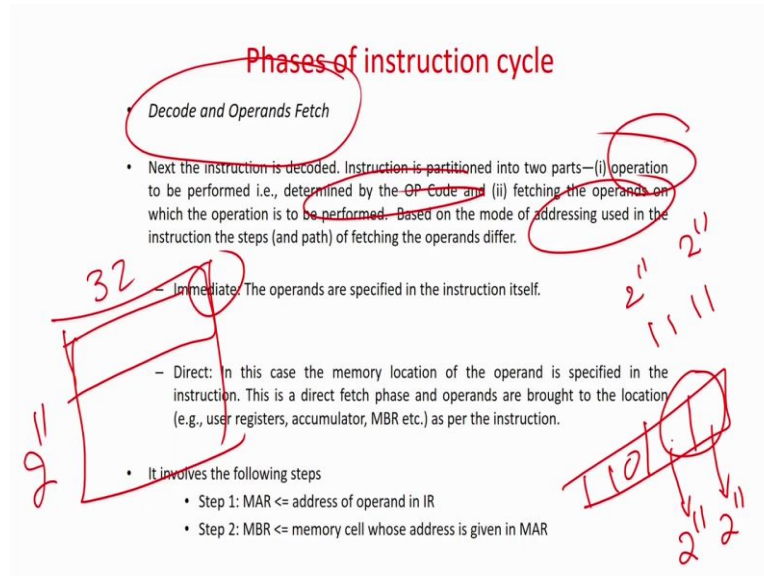 Phases of instruction cycle
• Decode and Operands Fetch
• Next the instruction is decoded. Instruction is partitioned into two parts—(i) operation
to be performed i.e., determined by the OP Code and (ii) fetching the operands on
which the operation is to be performed. Based on the mode of addressing used in the
instruction the steps (and path) of fetching the operands differ.
32
2¹¹ 2¹¹
– Immediate: The operands are specified in the instruction itself.
11 11
– Direct: In this case the memory location of the operand is specified in the
instruction. This is a direct fetch phase and operands are brought to the location
(e.g., user registers, accumulator, MBR etc.) as per the instruction.
2¹¹
10
• It involves the following steps
• Step 1: MAR <= address of operand in IR
• Step 2: MBR <= memory cell whose address is given in MAR
2¹¹ 2¹¹